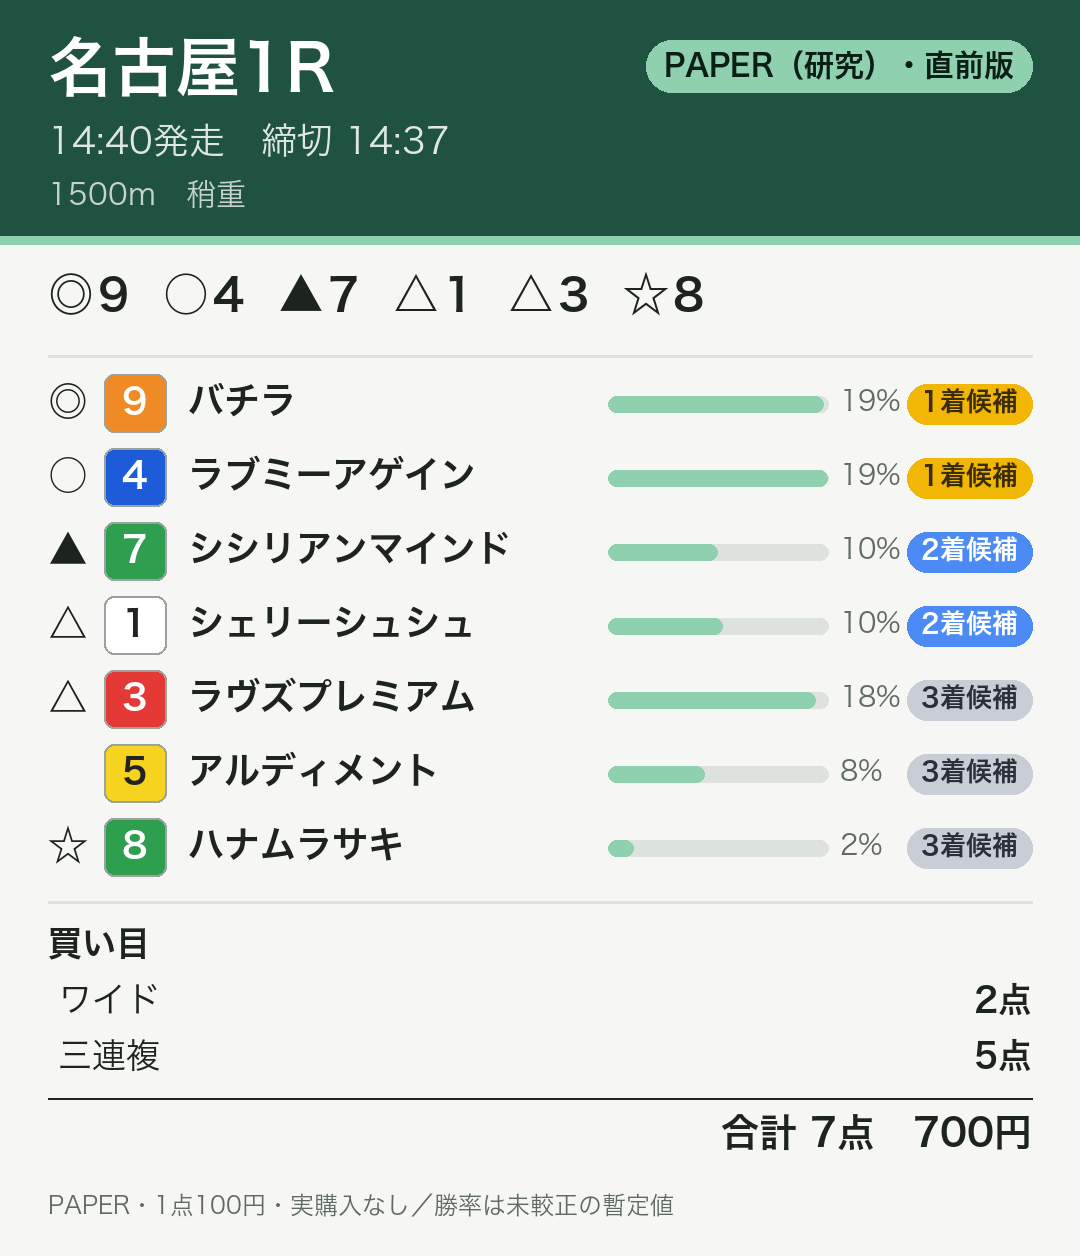 名古屋1R
PAPER（研究）・直前版
14:40発走　締切 14:37
1500m　稍重
◎9　○4　▲7　△1　△3　☆8
◎ 9 バチラ 19% 1着候補
○ 4 ラブミーアゲイン 19% 1着候補
▲ 7 シシリアンマインド 10% 2着候補
△ 1 シェリーシュシュ 10% 2着候補
△ 3 ラヴズプレミアム 18% 3着候補
5 アルディメント 8% 3着候補
☆ 8 ハナムラサキ 2% 3着候補
買い目
ワイド 2点
三連複 5点
合計 7点　700円
PAPER・1点100円・実購入なし／勝率は未較正の暫定値